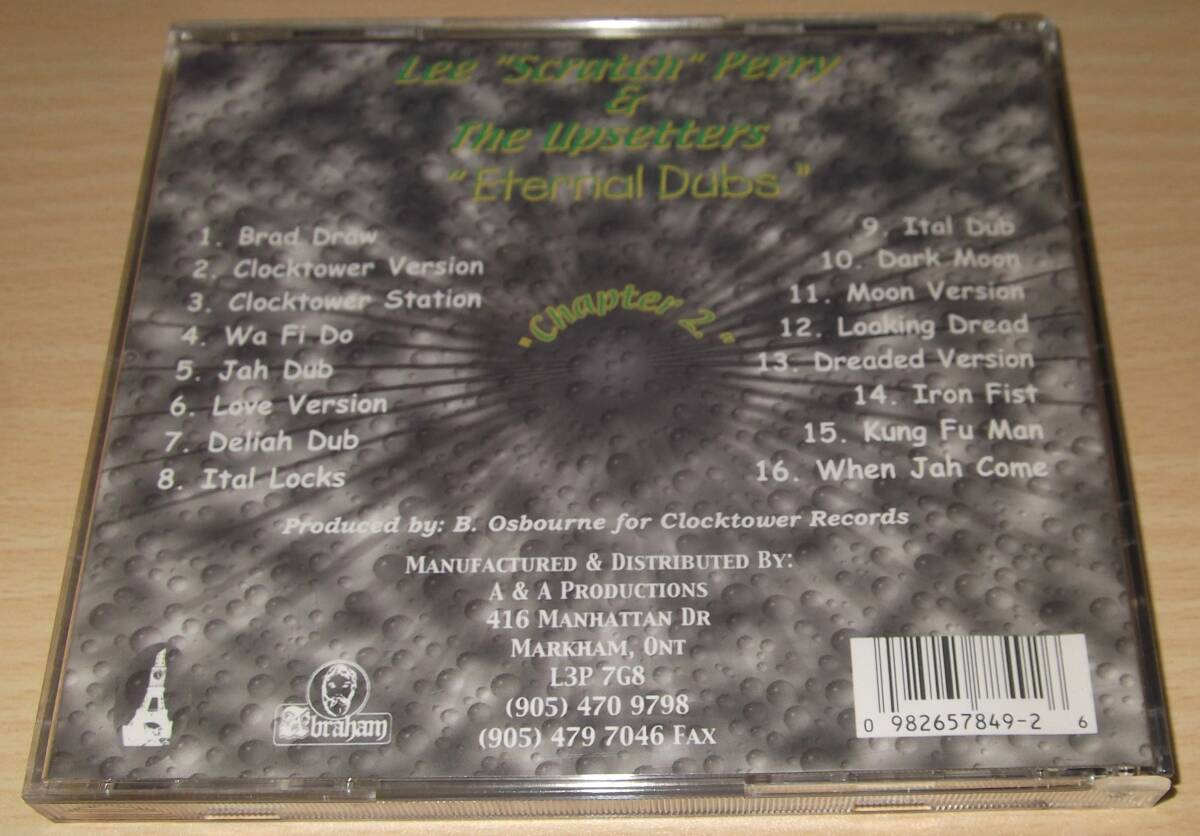 Lee "Scratch" Perry
&
The Upsetters
"Eternal Dubs"
"Chapter 2."
1. Brad Draw
2. Clocktower Version
3. Clocktower Station
4. Wa Fi Do
5. Jah Dub
6. Love Version
7. Deliah Dub
8. Ital Locks
9. Ital Dub
10. Dark Moon
11. Moon Version
12. Looking Dread
13. Dreaded Version
14. Iron Fist
15. Kung Fu Man
16. When Jah Come
Produced by: B. Osbourne for Clocktower Records
MANUFACTURED & DISTRIBUTED BY:
A & A PRODUCTIONS
416 MANHATTAN DR
MARKHAM, ONT
L3P 7G8
(905) 470 9798
(905) 479 7046 FAX
Abraham
0 982657849-2 6